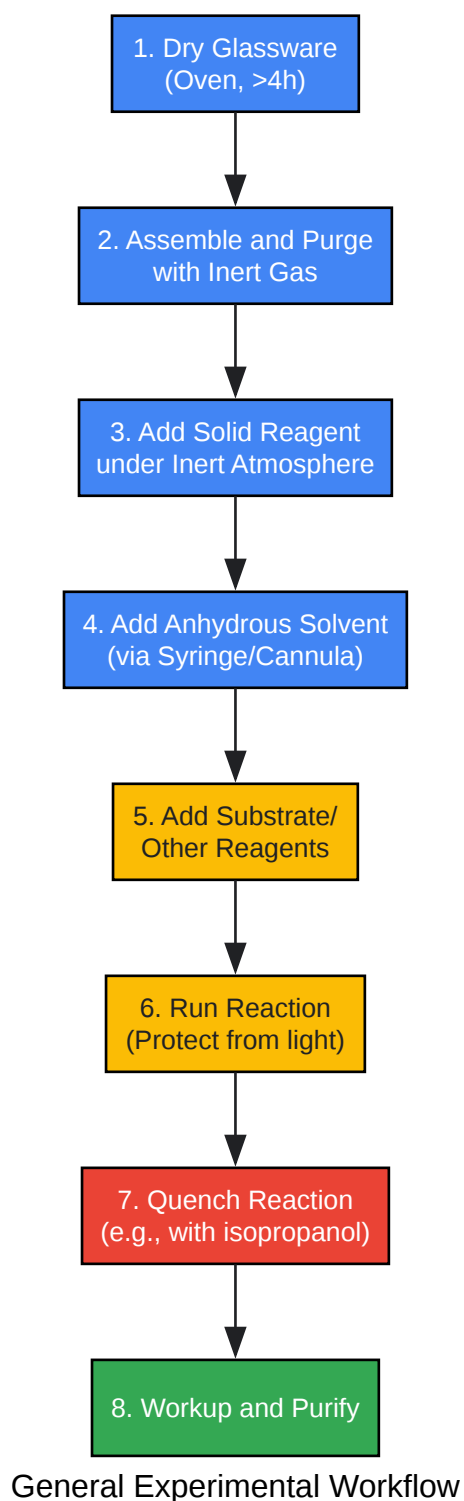 1. Dry Glassware
(Oven, >4h)
2. Assemble and Purge
with Inert Gas
3. Add Solid Reagent
under Inert Atmosphere
4. Add Anhydrous Solvent
(via Syringe/Cannula)
5. Add Substrate/
Other Reagents
6. Run Reaction
(Protect from light)
7. Quench Reaction
(e.g., with isopropanol)
8. Workup and Purify
General Experimental Workflow